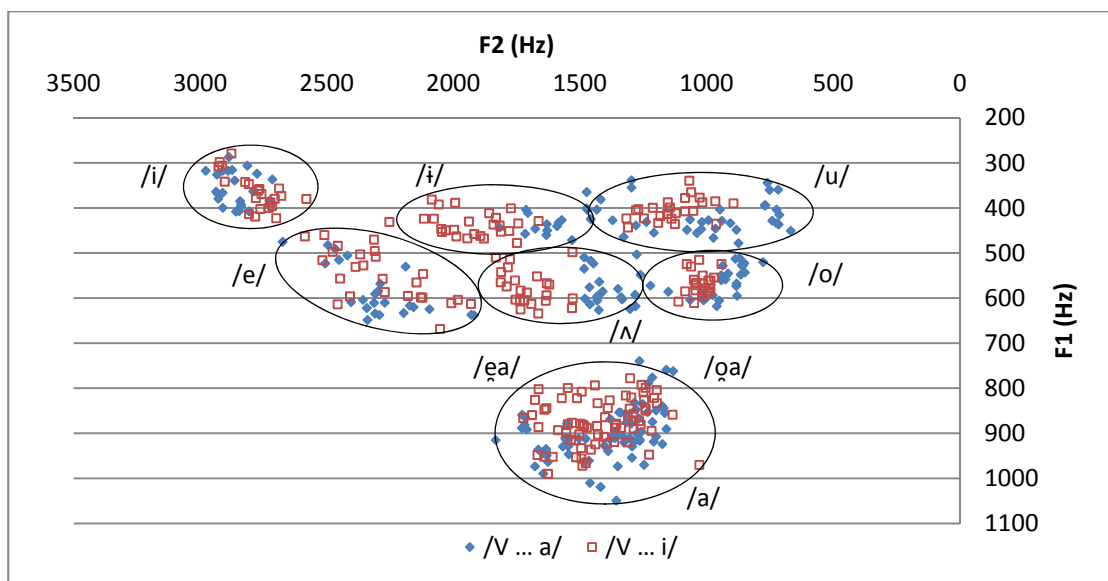 F2 (Hz)
3500 3000 2500 2000 1500 1000 500 0
200
300
400
500
600
700
800
900
1000
1100
F1 (Hz)
/i/ /ɨ/ /u/
/e/ /o/
/ʌ/
/e̯a/ /o̯a/
/a/
/V ... a/ /V ... i/